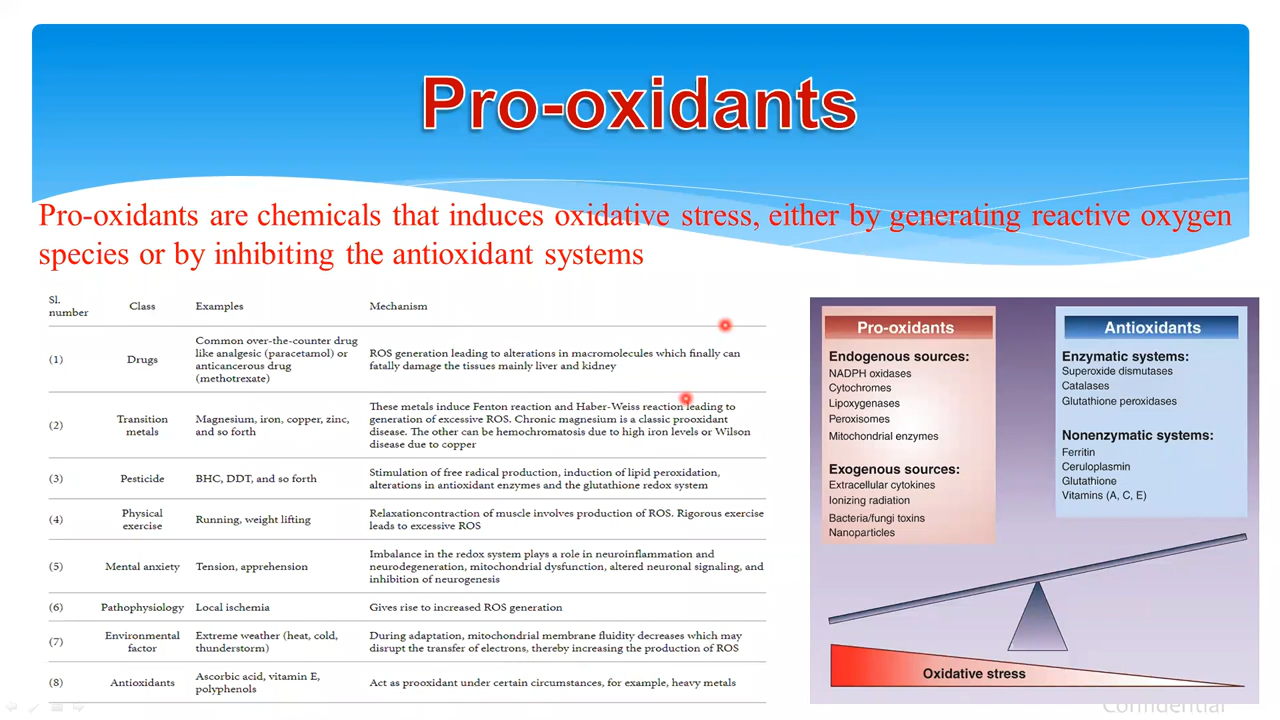 Pro-oxidants
Pro-oxidants are chemicals that induces oxidative stress, either by generating reactive oxygen
species or by inhibiting the antioxidant systems
Sl.
number
Class
Examples
Mechanism
(1)
Drugs
Common over-the-counter drug
like analgesic (paracetamol) or
anticancerous drug
(methotrexate)
ROS generation leading to alterations in macromolecules which finally can
fatally damage the tissues mainly liver and kidney
(2)
Transition
metals
Magnesium, iron, copper, zinc,
and so forth
These metals induce Fenton reaction and Haber-Weiss reaction leading to
generation of excessive ROS. Chronic magnesium is a classic prooxidant
disease. The other can be hemochromatosis due to high iron levels or Wilson
disease due to copper
(3)
Pesticide
BHC, DDT, and so forth
Stimulation of free radical production, induction of lipid peroxidation,
alterations in antioxidant enzymes and the glutathione redox system
(4)
Physical
exercise
Running, weight lifting
Relaxationcontraction of muscle involves production of ROS. Rigorous exercise
leads to excessive ROS
(5)
Mental anxiety
Tension, apprehension
Imbalance in the redox system plays a role in neuroinflammation and
neurodegeneration, mitochondrial dysfunction, altered neuronal signaling, and
inhibition of neurogenesis
(6)
Pathophysiology
Local ischemia
Gives rise to increased ROS generation
(7)
Environmental
factor
Extreme weather (heat, cold,
thunderstorm)
During adaptation, mitochondrial membrane fluidity decreases which may
disrupt the transfer of electrons, thereby increasing the production of ROS
(8)
Antioxidants
Ascorbic acid, vitamin E,
polyphenols
Act as prooxidant under certain circumstances, for example, heavy metals
Pro-oxidants
Endogenous sources:
NADPH oxidases
Cytochromes
Lipoxygenases
Peroxisomes
Mitochondrial enzymes
Exogenous sources:
Extracellular cytokines
Ionizing radiation
Bacteria/fungi toxins
Nanoparticles
Antioxidants
Enzymatic systems:
Superoxide dismutases
Catalases
Glutathione peroxidases
Nonenzymatic systems:
Ferritin
Ceruloplasmin
Glutathione
Vitamins (A, C, E)
Oxidative stress
Confidential